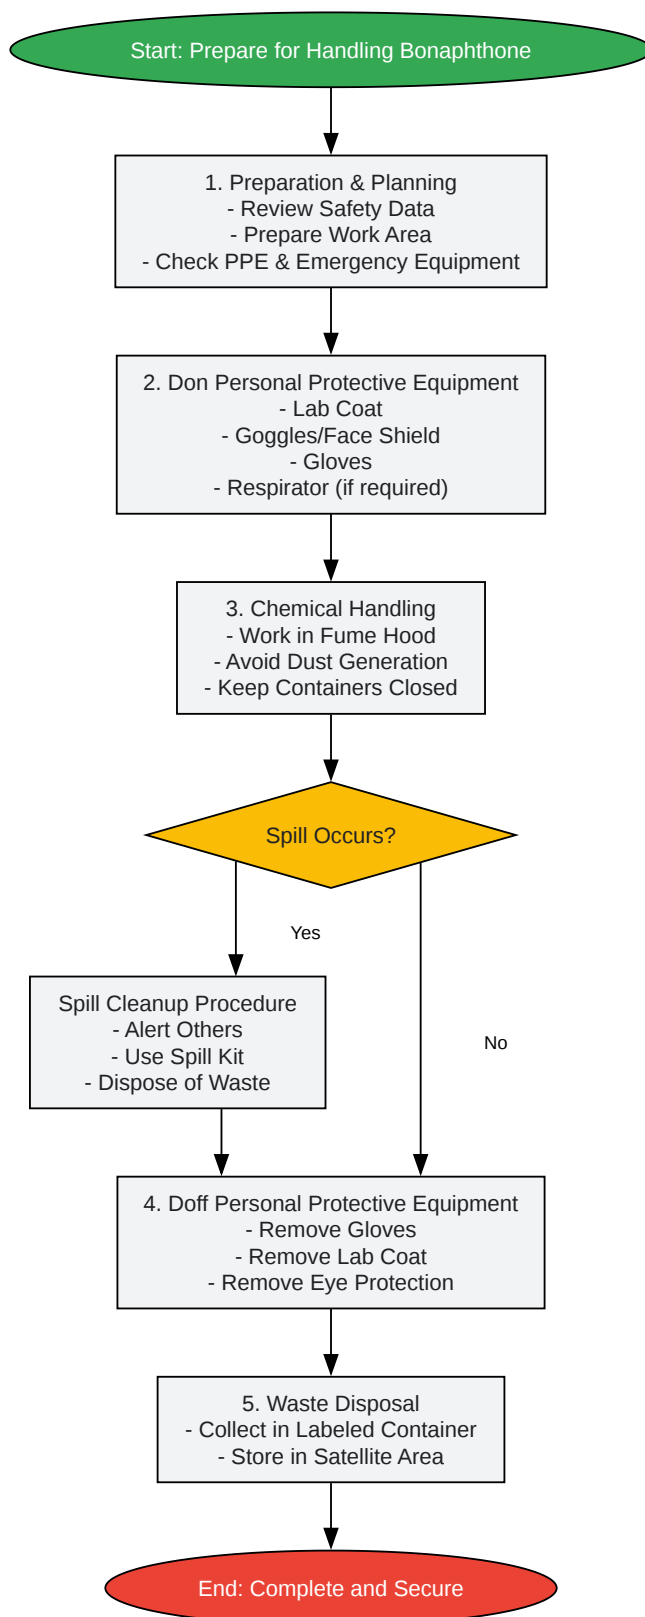 Start: Prepare for Handling Bonaphthone
1. Preparation & Planning
- Review Safety Data
- Prepare Work Area
- Check PPE & Emergency Equipment
2. Don Personal Protective Equipment
- Lab Coat
- Goggles/Face Shield
- Gloves
- Respirator (if required)
3. Chemical Handling
- Work in Fume Hood
- Avoid Dust Generation
- Keep Containers Closed
Spill Occurs?
Yes
Spill Cleanup Procedure
- Alert Others
- Use Spill Kit
- Dispose of Waste
No
4. Doff Personal Protective Equipment
- Remove Gloves
- Remove Lab Coat
- Remove Eye Protection
5. Waste Disposal
- Collect in Labeled Container
- Store in Satellite Area
End: Complete and Secure